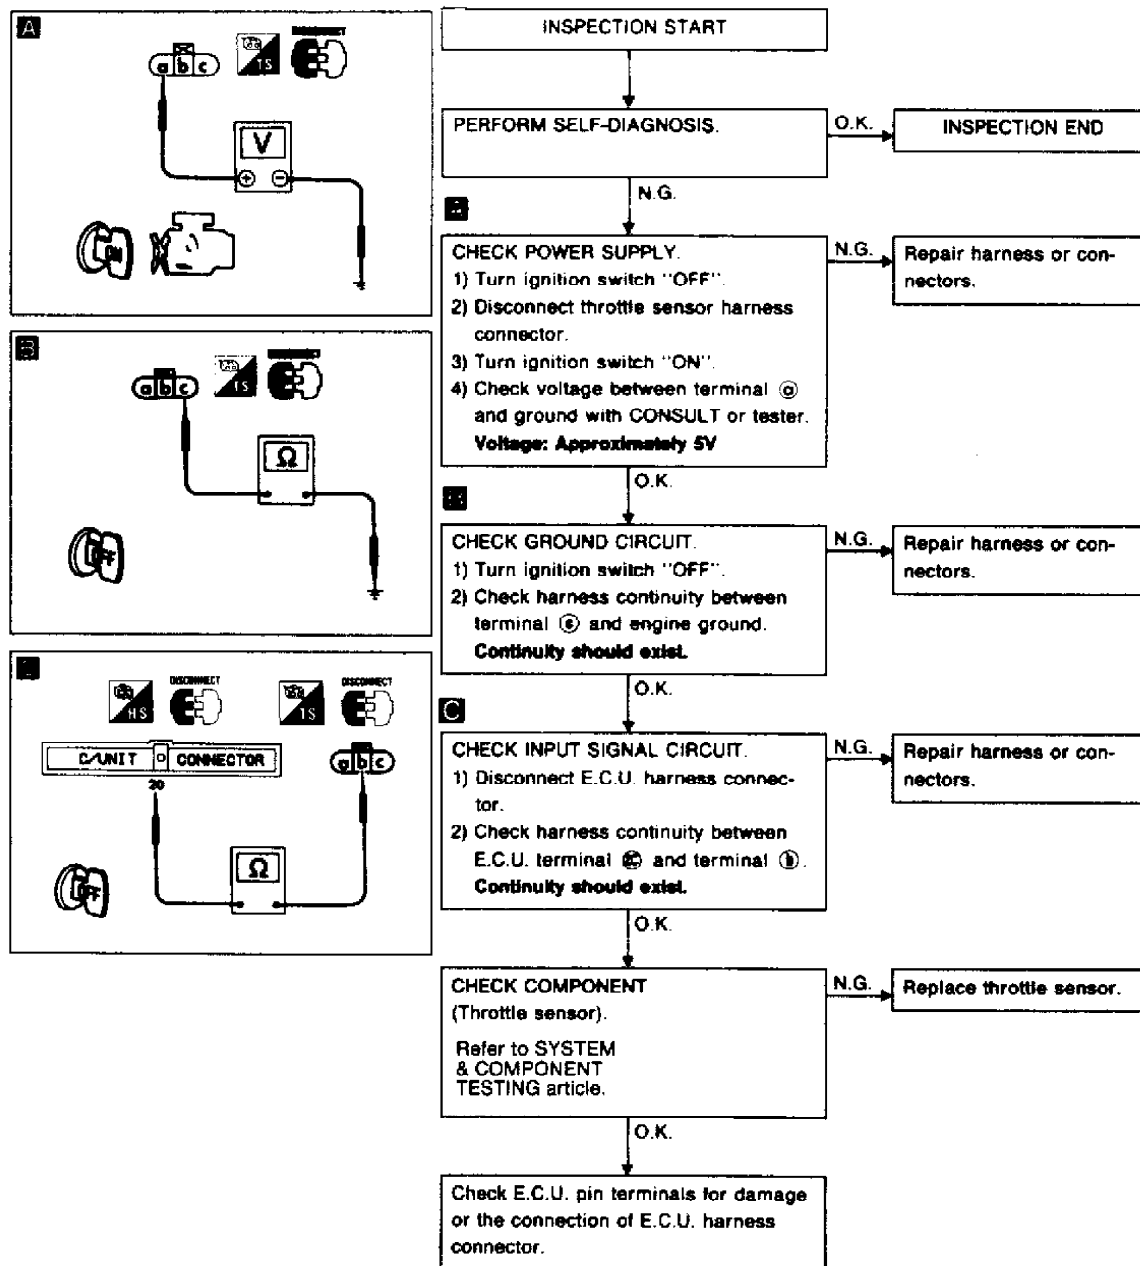 A
DISCONNECT
a b c
TS
V
+ −
ON
B
a b c
TS
Ω
OFF
DISCONNECT
DISCONNECT
HS
TS
C/UNIT CONNECTOR
a b c
20
Ω
OFF
INSPECTION START
PERFORM SELF-DIAGNOSIS.
O.K.
INSPECTION END
N.G.
CHECK POWER SUPPLY.
1) Turn ignition switch "OFF".
2) Disconnect throttle sensor harness
connector.
3) Turn ignition switch "ON".
4) Check voltage between terminal ⓐ
and ground with CONSULT or tester.
Voltage: Approximately 5V
N.G.
Repair harness or con-
nectors.
O.K.
CHECK GROUND CIRCUIT.
1) Turn ignition switch "OFF".
2) Check harness continuity between
terminal ⓒ and engine ground.
Continuity should exist.
N.G.
Repair harness or con-
nectors.
O.K.
C
CHECK INPUT SIGNAL CIRCUIT.
1) Disconnect E.C.U. harness connec-
tor.
2) Check harness continuity between
E.C.U. terminal and terminal ⓑ.
Continuity should exist.
N.G.
Repair harness or con-
nectors.
O.K.
CHECK COMPONENT
(Throttle sensor).
Refer to SYSTEM
& COMPONENT
TESTING article.
N.G.
Replace throttle sensor.
O.K.
Check E.C.U. pin terminals for damage
or the connection of E.C.U. harness
connector.